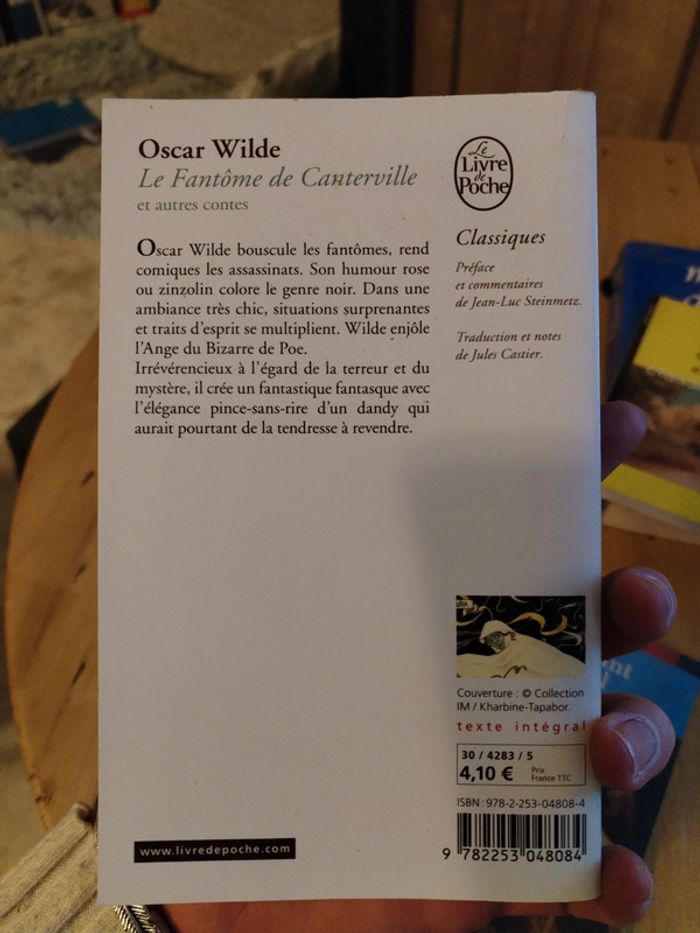 Oscar Wilde
Le Fantôme de Canterville
et autres contes
Oscar Wilde bouscule les fantômes, rend
comiques les assassinats. Son humour rose
ou zinzolin colore le genre noir. Dans une
ambiance très chic, situations surprenantes
et traits d'esprit se multiplient. Wilde enjôle
l'Ange du Bizarre de Poe.
Irrévérencieux à l'égard de la terreur et du
mystère, il crée un fantastique fantasque avec
l'élégance pince-sans-rire d'un dandy qui
aurait pourtant de la tendresse à revendre.
Le
Livre
de
Poche
Classiques
Préface
et commentaires
de Jean-Luc Steinmetz.
Traduction et notes
de Jules Castier.
Couverture : © Collection
IM / Kharbine-Tapabor.
texte intégral
30 / 4283 / 5
4,10 €
Prix
France TTC
ISBN : 978-2-253-04808-4
9 782253 048084
www.livredepoche.com